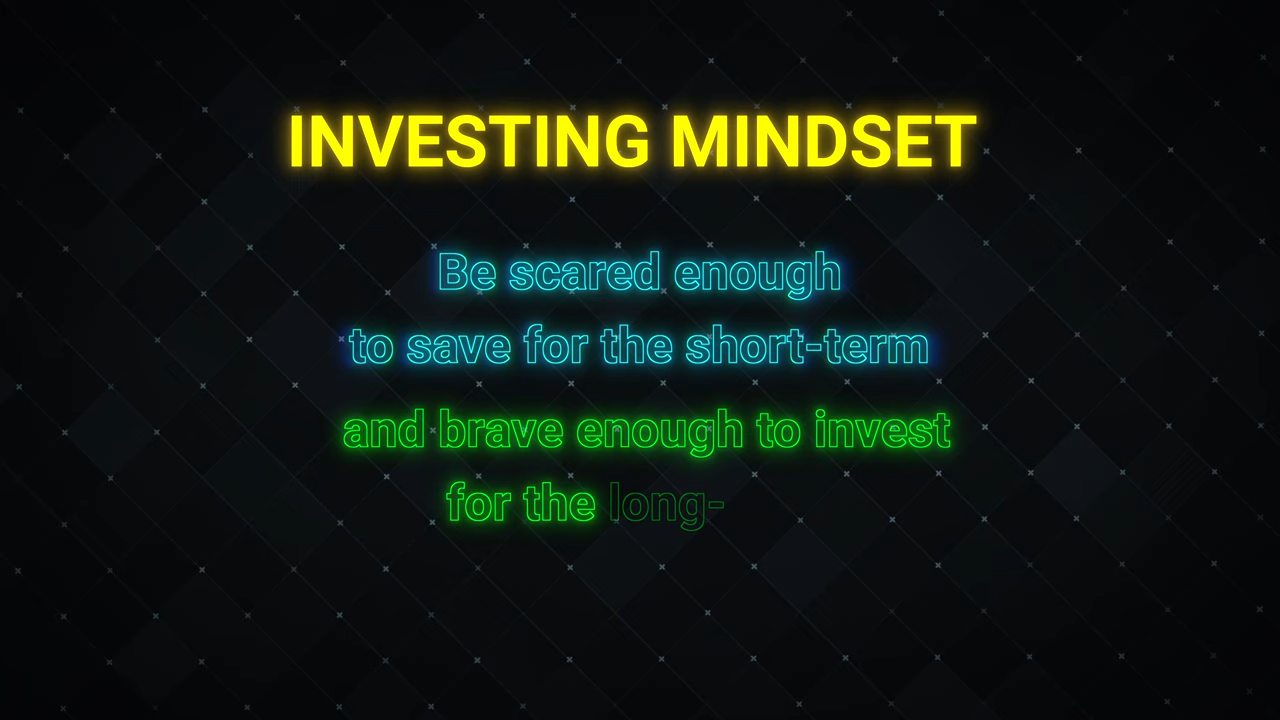 INVESTING MINDSET
Be scared enough
to save for the short-term
and brave enough to invest
for the long-